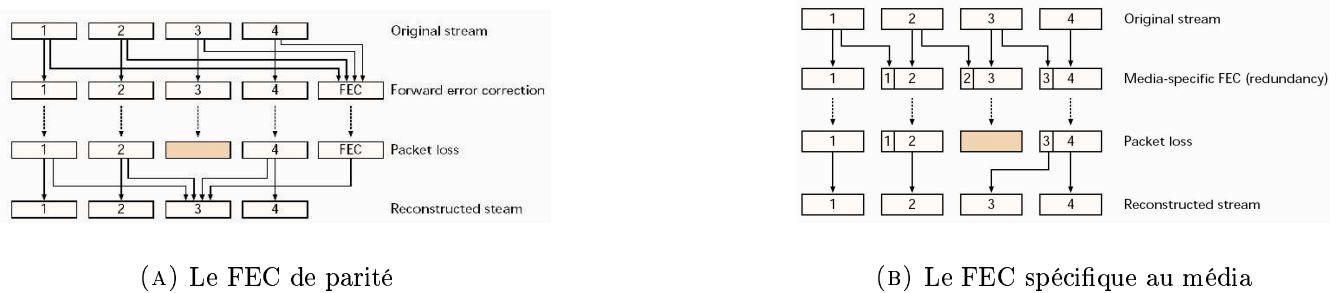 1 2 3 4 Original stream
1 2 3 4 FEC Forward error correction
1 2 4 FEC Packet loss
1 2 3 4 Reconstructed steam
(A) Le FEC de parité
1 2 3 4 Original stream
1 1 2 2 3 3 4 Media-specific FEC (redundancy)
1 1 2 3 4 Packet loss
1 2 3 4 Reconstructed stream
(B) Le FEC spécifique au média